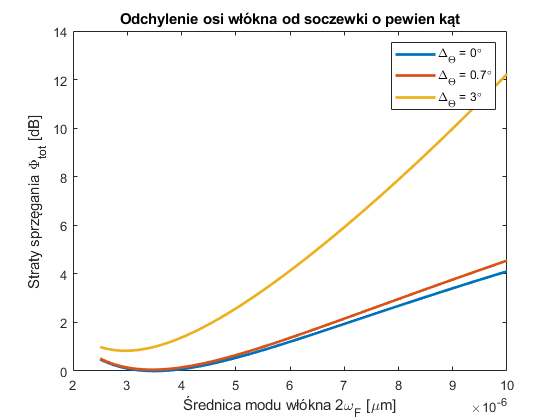 Odchylenie osi włókna od soczewki o pewien kąt
Δ_Θ = 0°
Δ_Θ = 0.7°
Δ_Θ = 3°
14
12
10
8
6
4
2
0
Straty sprzęgania Φ_tot [dB]
2 3 4 5 6 7 8 9 10
Średnica modu włókna 2ω_F [μm]
×10^-6